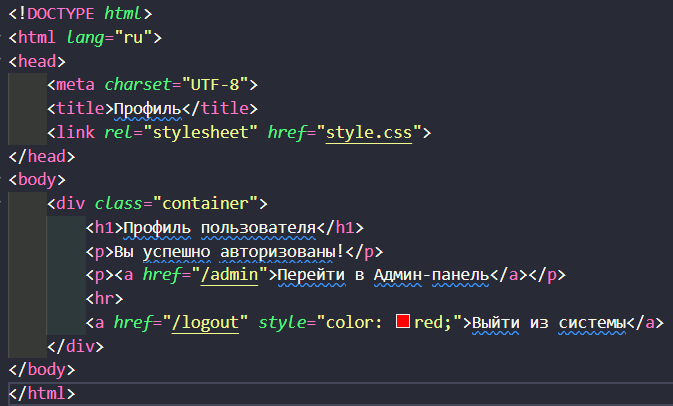 <!DOCTYPE html>
<html lang="ru">
<head>
    <meta charset="UTF-8">
    <title>Профиль</title>
    <link rel="stylesheet" href="style.css">
</head>
<body>
    <div class="container">
        <h1>Профиль пользователя</h1>
        <p>Вы успешно авторизованы!</p>
        <p><a href="/admin">Перейти в Админ-панель</a></p>
        <hr>
        <a href="/logout" style="color: red;">Выйти из системы</a>
    </div>
</body>
</html>